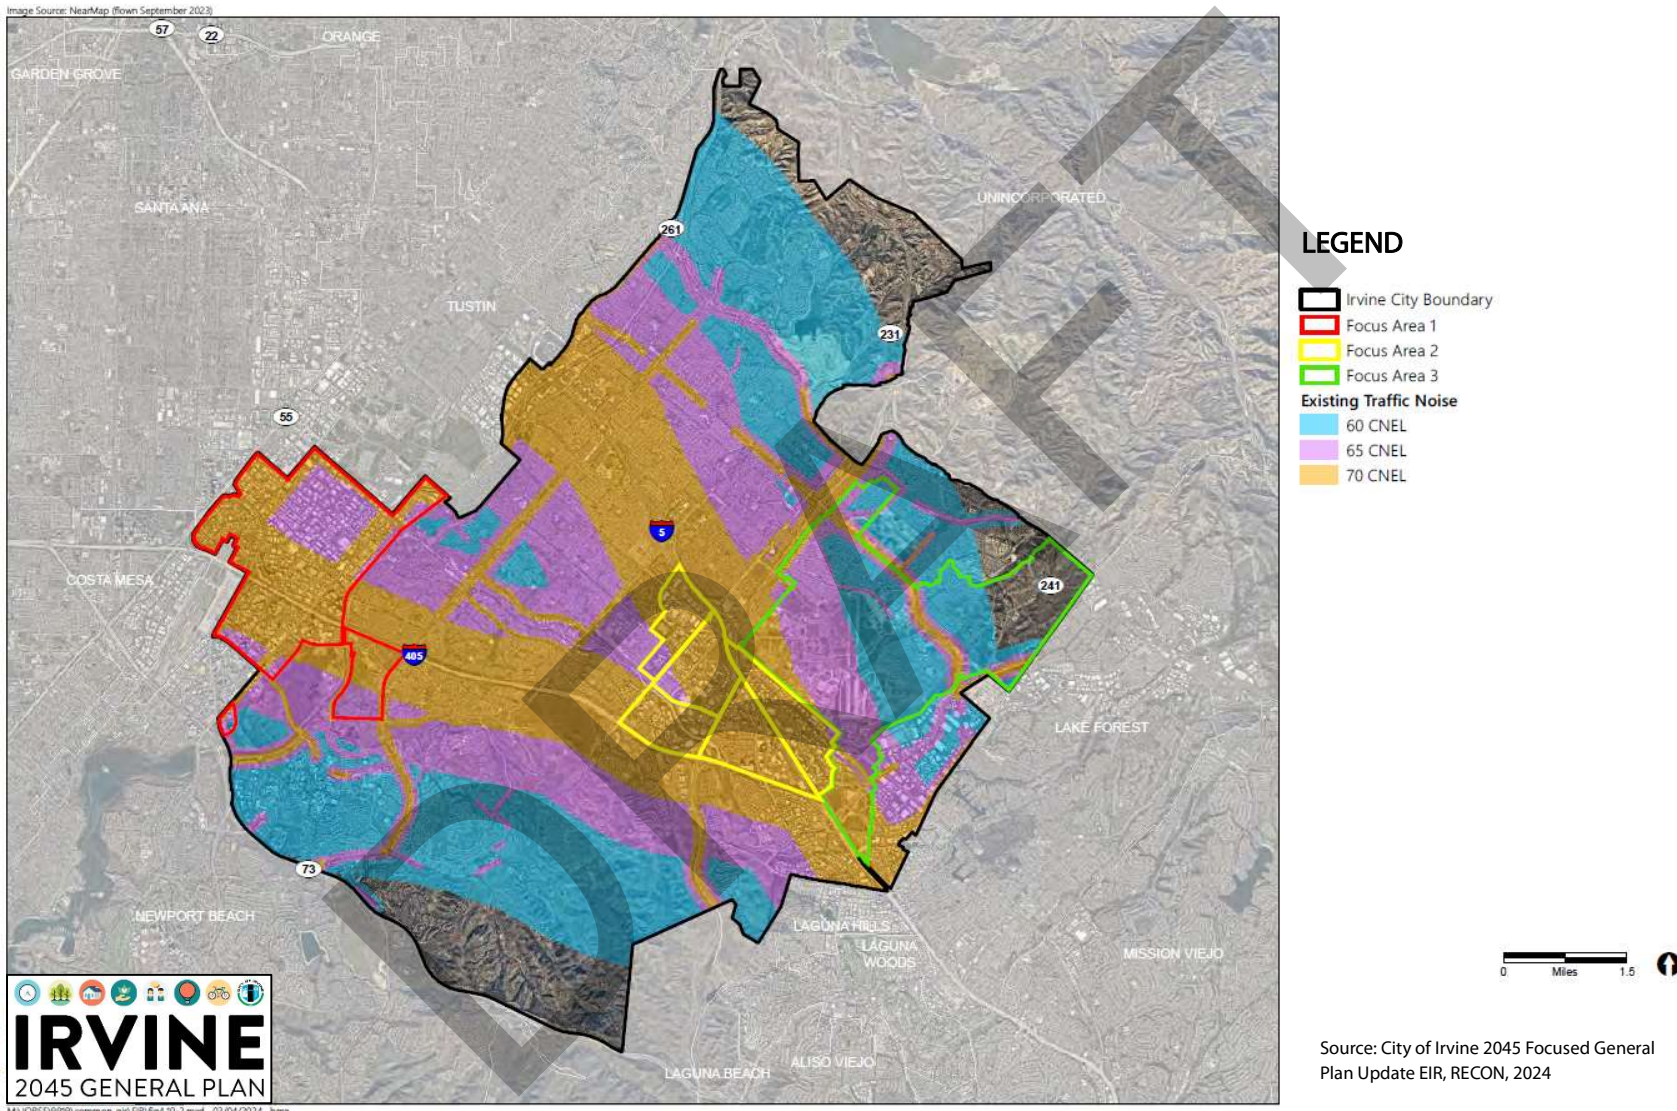 Image Source: NearMap (flown September 2023)
57
22
ORANGE
GARDEN GROVE
SANTA ANA
UNINCORPORATED
261
TUSTIN
231
55
5
COSTA MESA
241
405
LAKE FOREST
73
NEWPORT BEACH
LAGUNA HILLS
LAGUNA
WOODS
MISSION VIEJO
ALISO VIEJO
LAGUNA BEACH
DRAFT
LEGEND
Irvine City Boundary
Focus Area 1
Focus Area 2
Focus Area 3
Existing Traffic Noise
60 CNEL
65 CNEL
70 CNEL
0 Miles 1.5
IRVINE
2045 GENERAL PLAN
Source: City of Irvine 2045 Focused General
Plan Update EIR, RECON, 2024